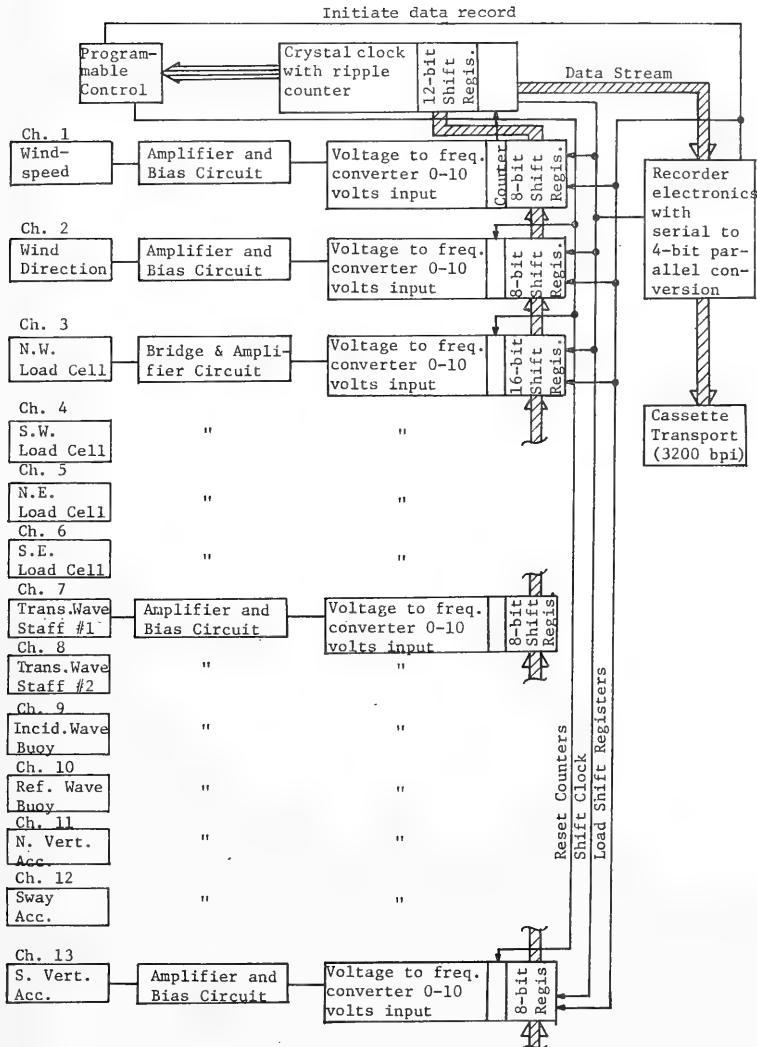 Initiate data record
Program-
mable
Control
Crystal clock
with ripple
counter
12-bit
Shift
Regis.
Data Stream
Ch. 1
Wind-
speed
Amplifier and
Bias Circuit
Voltage to freq.
converter 0-10
volts input
Counter
8-bit
Shift
Regis.
Recorder
electronics
with
serial to
4-bit par-
allel con-
version
Ch. 2
Wind
Direction
Amplifier and
Bias Circuit
Voltage to freq.
converter 0-10
volts input
8-bit
Shift
Regis.
Ch. 3
N.W.
Load Cell
Bridge & Ampli-
fier Circuit
Voltage to freq.
converter 0-10
volts input
16-bit
Shift
Regis.
Cassette
Transport
(3200 bpi)
Ch. 4
S.W.
Load Cell
" "
Ch. 5
N.E.
Load Cell
" "
Ch. 6
S.E.
Load Cell
" "
Ch. 7
Trans.Wave
Staff #1
Amplifier and
Bias Circuit
Voltage to freq.
converter 0-10
volts input
8-bit
Shift
Regis.
Ch. 8
Trans.Wave
Staff #2
" "
Ch. 9
Incid.Wave
Buoy
" "
Ch. 10
Ref. Wave
Buoy
" "
Ch. 11
N. Vert.
Acc.
" "
Ch. 12
Sway
Acc.
" "
Reset Counters
Shift Clock
Load Shift Registers
Ch. 13
S. Vert.
Acc.
Amplifier and
Bias Circuit
Voltage to freq.
converter 0-10
volts input
8-bit
Shift
Regis